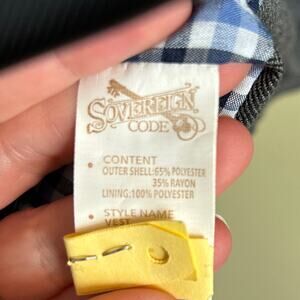 SOVEREIGN
CODE
• CONTENT
OUTER SHELL:65% POLYESTER
35% RAYON
LINING:100% POLYESTER
• STYLE NAME
VEST